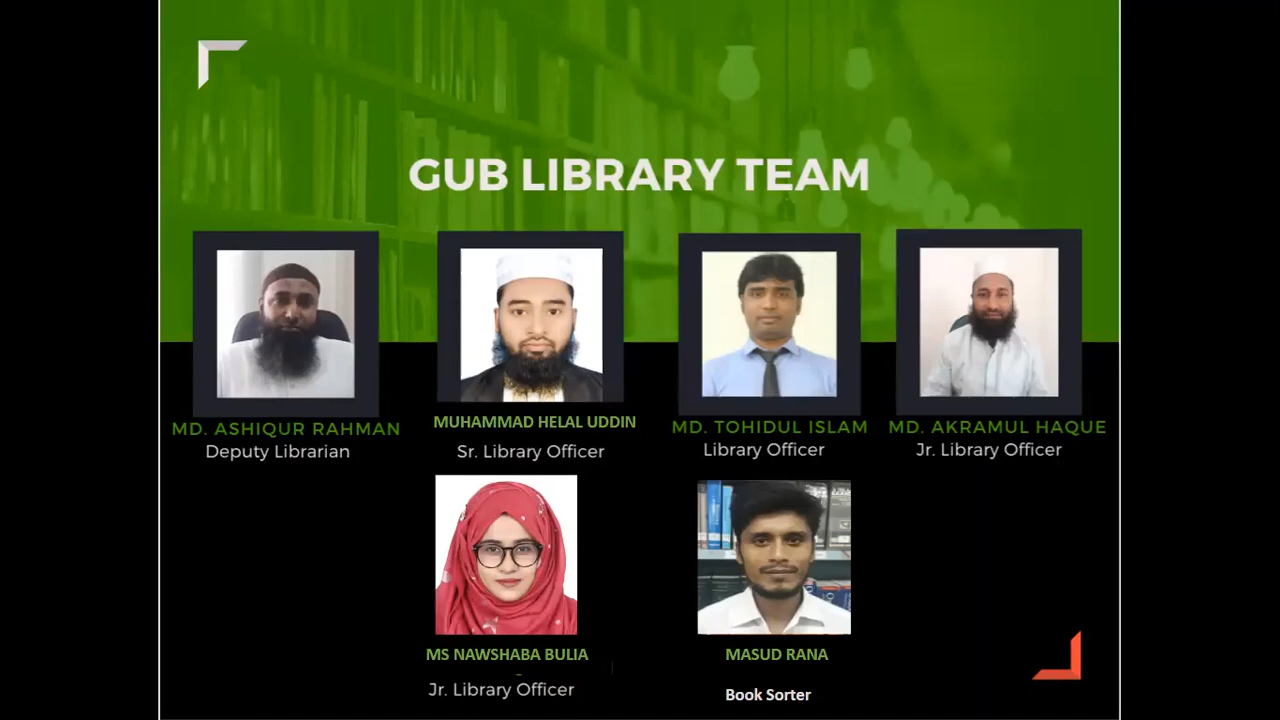 GUB LIBRARY TEAM
MD. ASHIQUR RAHMAN
Deputy Librarian
MUHAMMAD HELAL UDDIN
Sr. Library Officer
MD. TOHIDUL ISLAM
Library Officer
MD. AKRAMUL HAQUE
Jr. Library Officer
MS NAWSHABA BULIA
Jr. Library Officer
MASUD RANA
Book Sorter